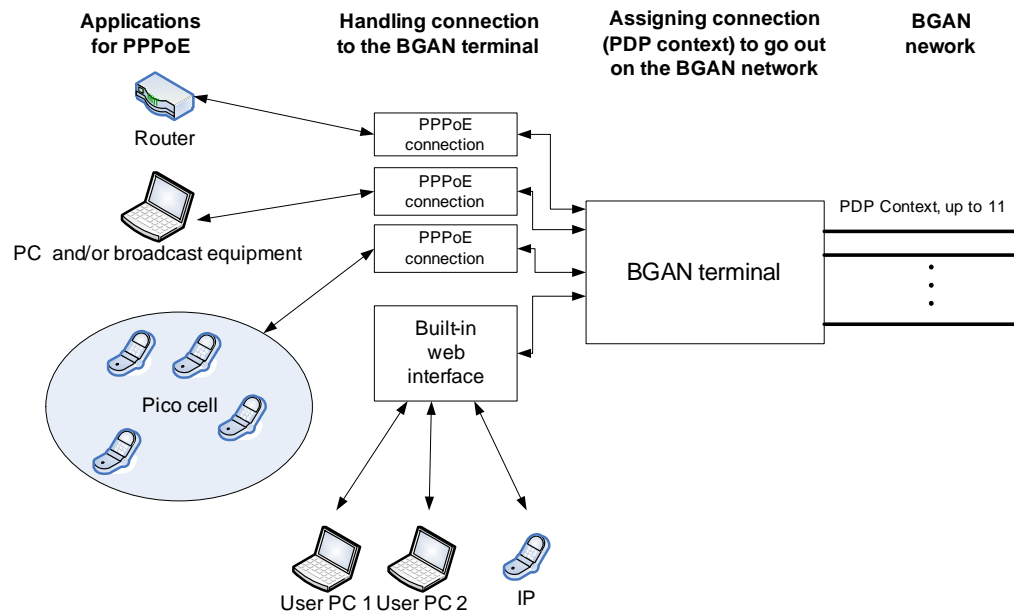 Applications
for PPPoE
Handling connection
to the BGAN terminal
Assigning connection
(PDP context) to go out
on the BGAN network
BGAN
nework
Router
PPPoE
connection
PPPoE
connection
PC and/or broadcast equipment
PPPoE
connection
BGAN terminal
PDP Context, up to 11
Built-in
web
interface
Pico cell
User PC 1
User PC 2
IP